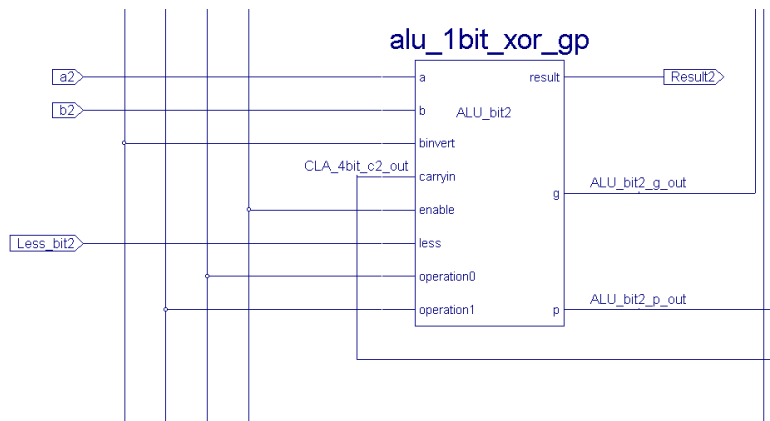 alu_1bit_xor_gp
a2 a result Result2
b2 b ALU_bit2
binvert
CLA_4bit_c2_out carryin
g ALU_bit2_g_out
enable
Less_bit2 less
operation0
operation1 p ALU_bit2_p_out